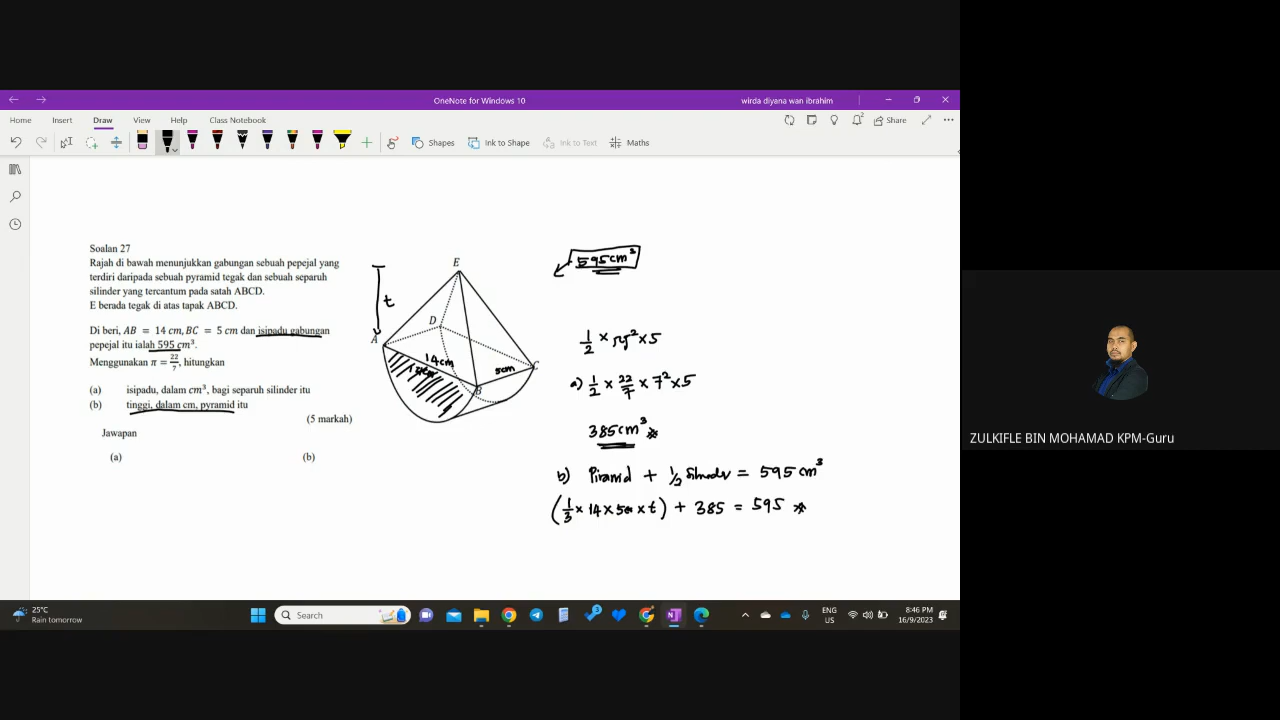 OneNote for Windows 10
wirda diyana wan ibrahim
Home Insert Draw View Help Class Notebook
Share
Shapes Ink to Shape Ink to Text Maths
Soalan 27
Rajah di bawah menunjukkan gabungan sebuah pepejal yang
terdiri daripada sebuah pyramid tegak dan sebuah separuh
silinder yang tercantum pada satah ABCD.
E berada tegak di atas tapak ABCD.
Di beri, AB = 14 cm, BC = 5 cm dan isipadu gabungan
pepejal itu ialah 595 cm³.
Menggunakan π = 22/7, hitungkan
(a) isipadu, dalam cm³, bagi separuh silinder itu
(b) tinggi, dalam cm, pyramid itu
(5 markah)
Jawapan
(a) (b)
E
t
D
A
14cm
C
5cm
B
595cm³
1/2 × πj² × 5
a) 1/2 × 22/7 × 7² × 5
385cm³ *
b) Piramid + 1/2 silinder = 595 cm³
(1/3 × 14 × 5 × t) + 385 = 595 *
ZULKIFLE BIN MOHAMAD KPM-Guru
25°C
Rain tomorrow
Search
3
ENG
US
8:46 PM
16/9/2023